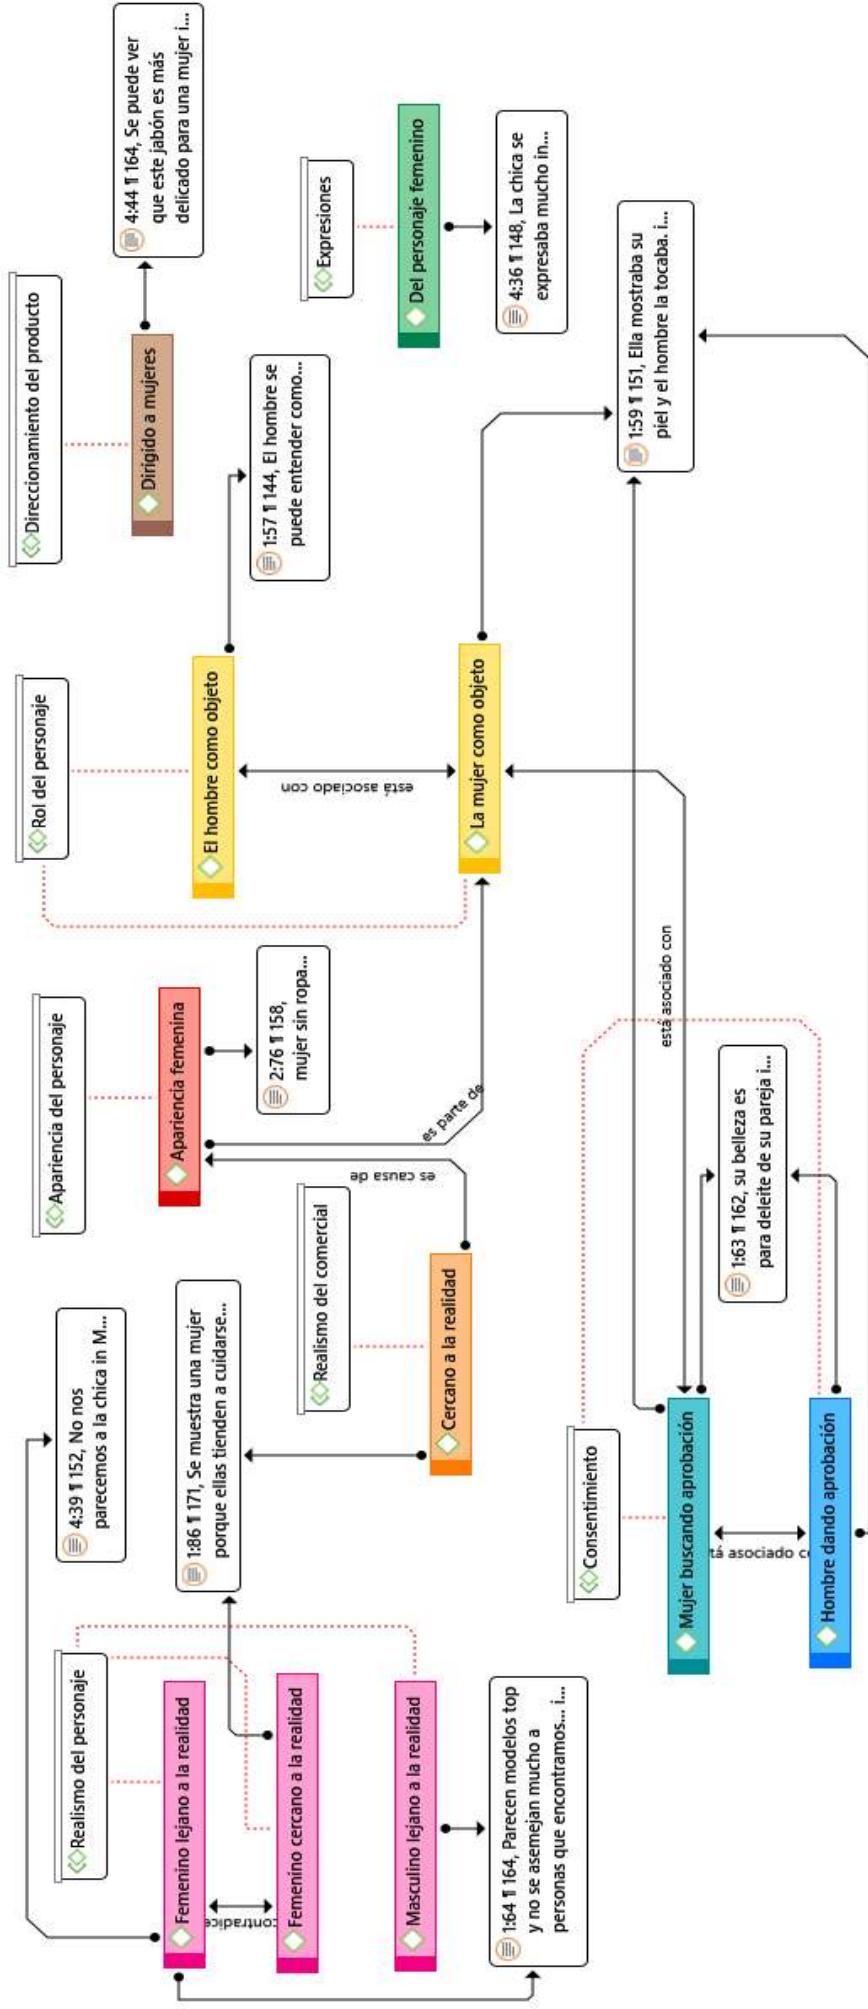 Realismo del personaje
Femenino lejano a la realidad
contradice
Femenino cercano a la realidad
Masculino lejano a la realidad
1:64 ¶ 164, Parecen modelos top
y no se asemejan mucho a
personas que encontramos... i...
4:39 ¶ 152, No nos
parecemos a la chica in M...
1:86 ¶ 171, Se muestra una mujer
porque ellas tienden a cuidarse...
Realismo del comercial
Cercano a la realidad
es causa de
Consentimiento
Mujer buscando aprobación
tá asociado c
Hombre dando aprobación
1:63 ¶ 162, su belleza es
para deleite de su pareja i...
está asociado con
Apariencia del personaje
Apariencia femenina
2:76 ¶ 158,
mujer sin ropa...
es parte de
Rol del personaje
El hombre como objeto
está asociado con
La mujer como objeto
1:57 ¶ 144, El hombre se
puede entender como...
1:59 ¶ 151, Ella mostraba su
piel y el hombre la tocaba. i...
Direccionamiento del producto
Dirigido a mujeres
4:44 ¶ 164, Se puede ver
que este jabón es más
delicado para una mujer i...
Expresiones
Del personaje femenino
4:36 ¶ 148, La chica se
expresaba mucho in...